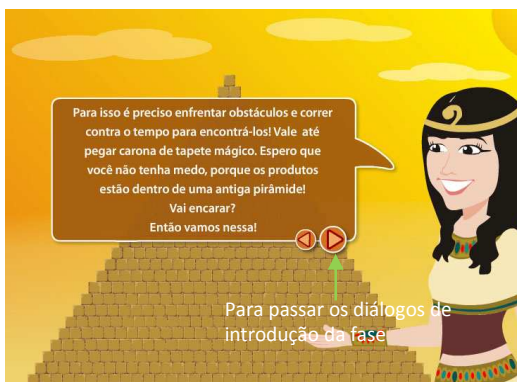 Para isso é preciso enfrentar obstáculos e correr
contra o tempo para encontrá-los! Vale até
pegar carona de tapete mágico. Espero que
você não tenha medo, porque os produtos
estão dentro de uma antiga pirâmide!
Vai encarar?
Então vamos nessa!
Para passar os diálogos de
introdução da fase